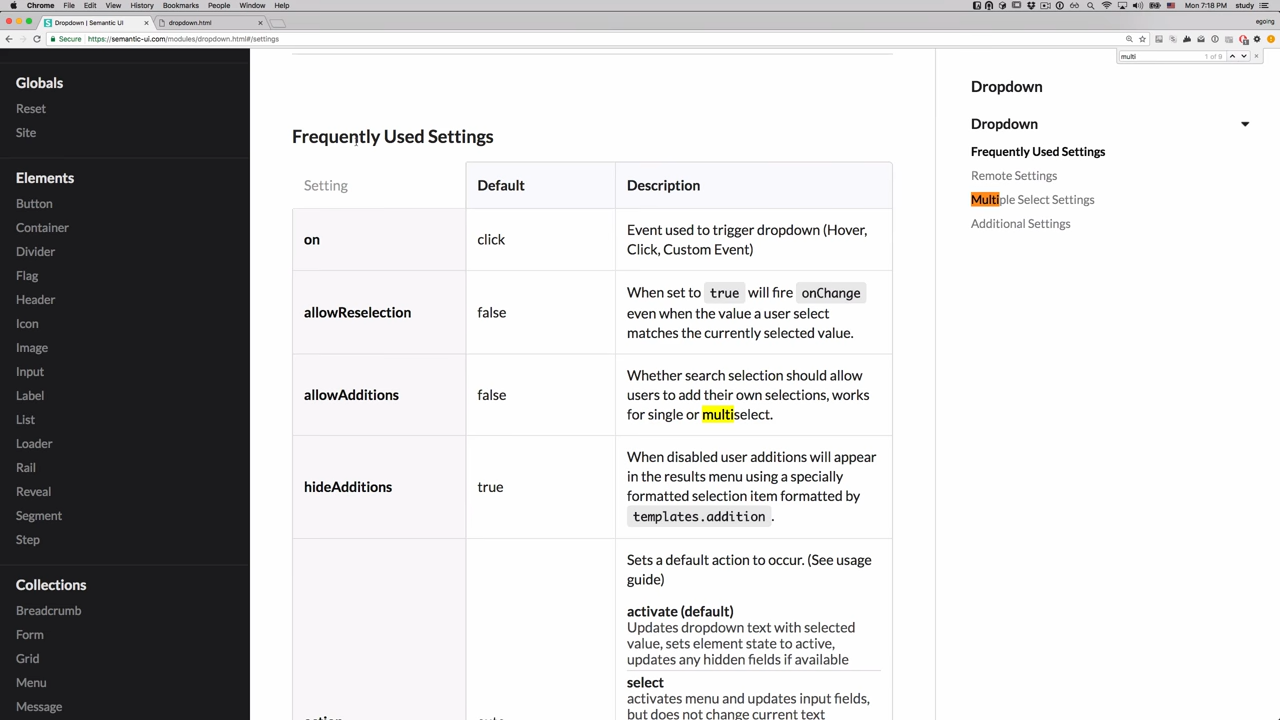 Chrome File Edit View History Bookmarks People Window Help
Mon 7:18 PM study
Dropdown | Semantic UI
dropdown.html
egoing
Secure https://semantic-ui.com/modules/dropdown.html#/settings
multi 1 of 9
Globals
Reset
Site
Elements
Button
Container
Divider
Flag
Header
Icon
Image
Input
Label
List
Loader
Rail
Reveal
Segment
Step
Collections
Breadcrumb
Form
Grid
Menu
Message
Frequently Used Settings
Setting Default Description
on click Event used to trigger dropdown (Hover,
Click, Custom Event)
allowReselection false When set to true will fire onChange
even when the value a user select
matches the currently selected value.
allowAdditions false Whether search selection should allow
users to add their own selections, works
for single or multiselect.
hideAdditions true When disabled user additions will appear
in the results menu using a specially
formatted selection item formatted by
templates.addition .
Sets a default action to occur. (See usage
guide)
activate (default)
Updates dropdown text with selected
value, sets element state to active,
updates any hidden fields if available
select
activates menu and updates input fields,
but does not change current text
Dropdown
Dropdown
Frequently Used Settings
Remote Settings
Multiple Select Settings
Additional Settings